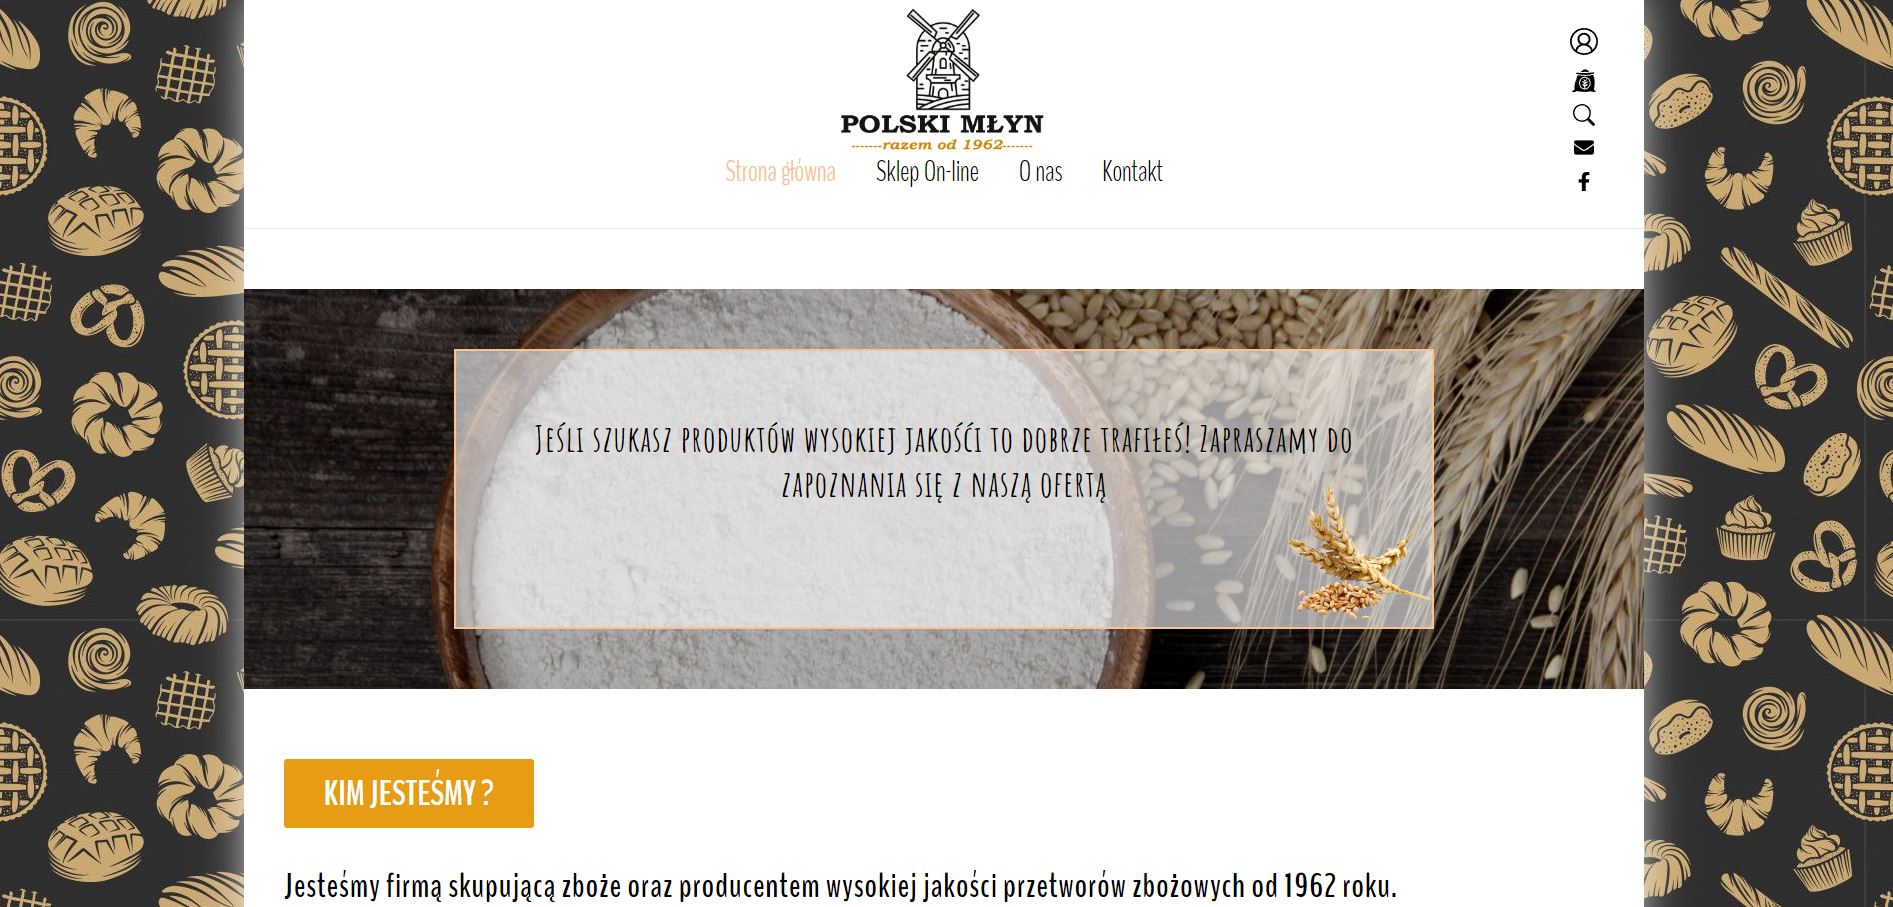 POLSKI MŁYN
-------razem od 1962-------
Strona główna Sklep On-line O nas Kontakt
Jeśli szukasz produktów wysokiej jakośći to dobrze trafiłeś! Zapraszamy do
zapoznania się z naszą ofertą
KIM JESTEŚMY ?
Jesteśmy firmą skupującą zboże oraz producentem wysokiej jakości przetworów zbożowych od 1962 roku.